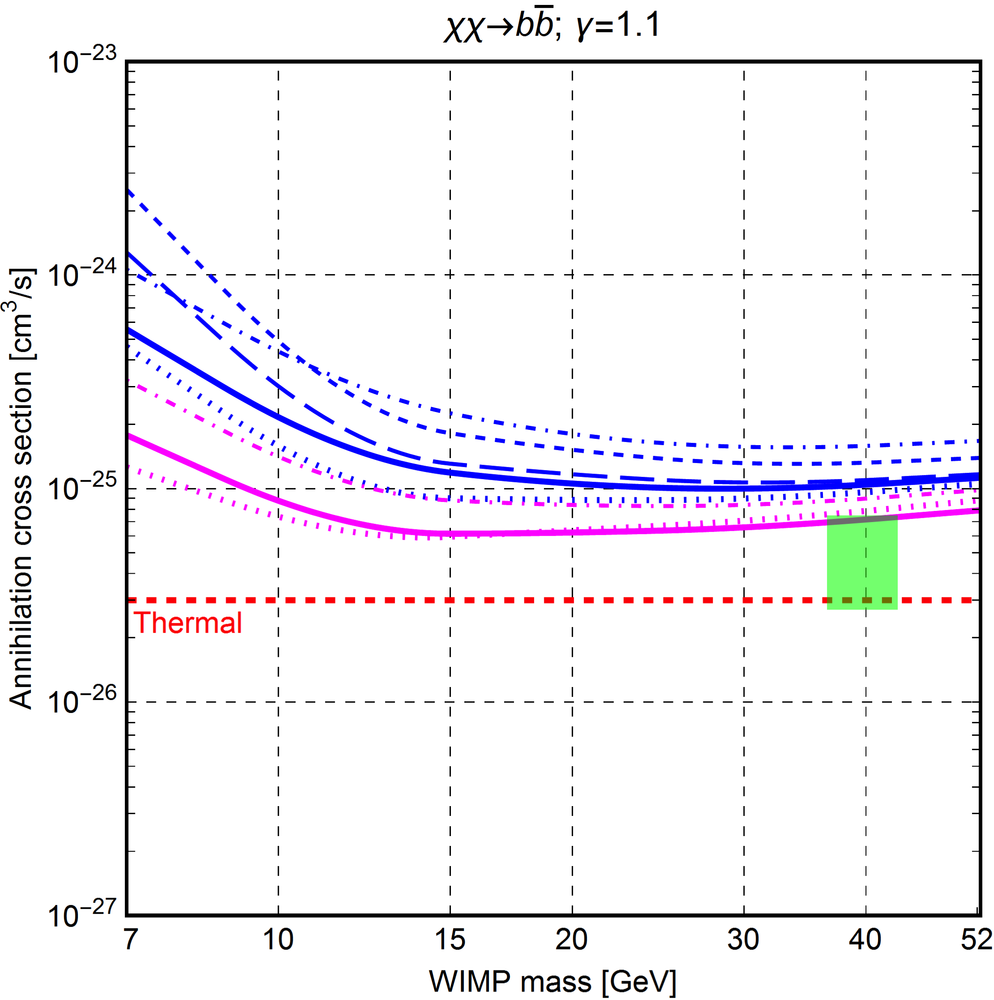 χχ→bb̅; γ=1.1
Annihilation cross section [cm³/s]
10⁻²³
10⁻²⁴
10⁻²⁵
10⁻²⁶
10⁻²⁷
Thermal
7 10 15 20 30 40 52
WIMP mass [GeV]